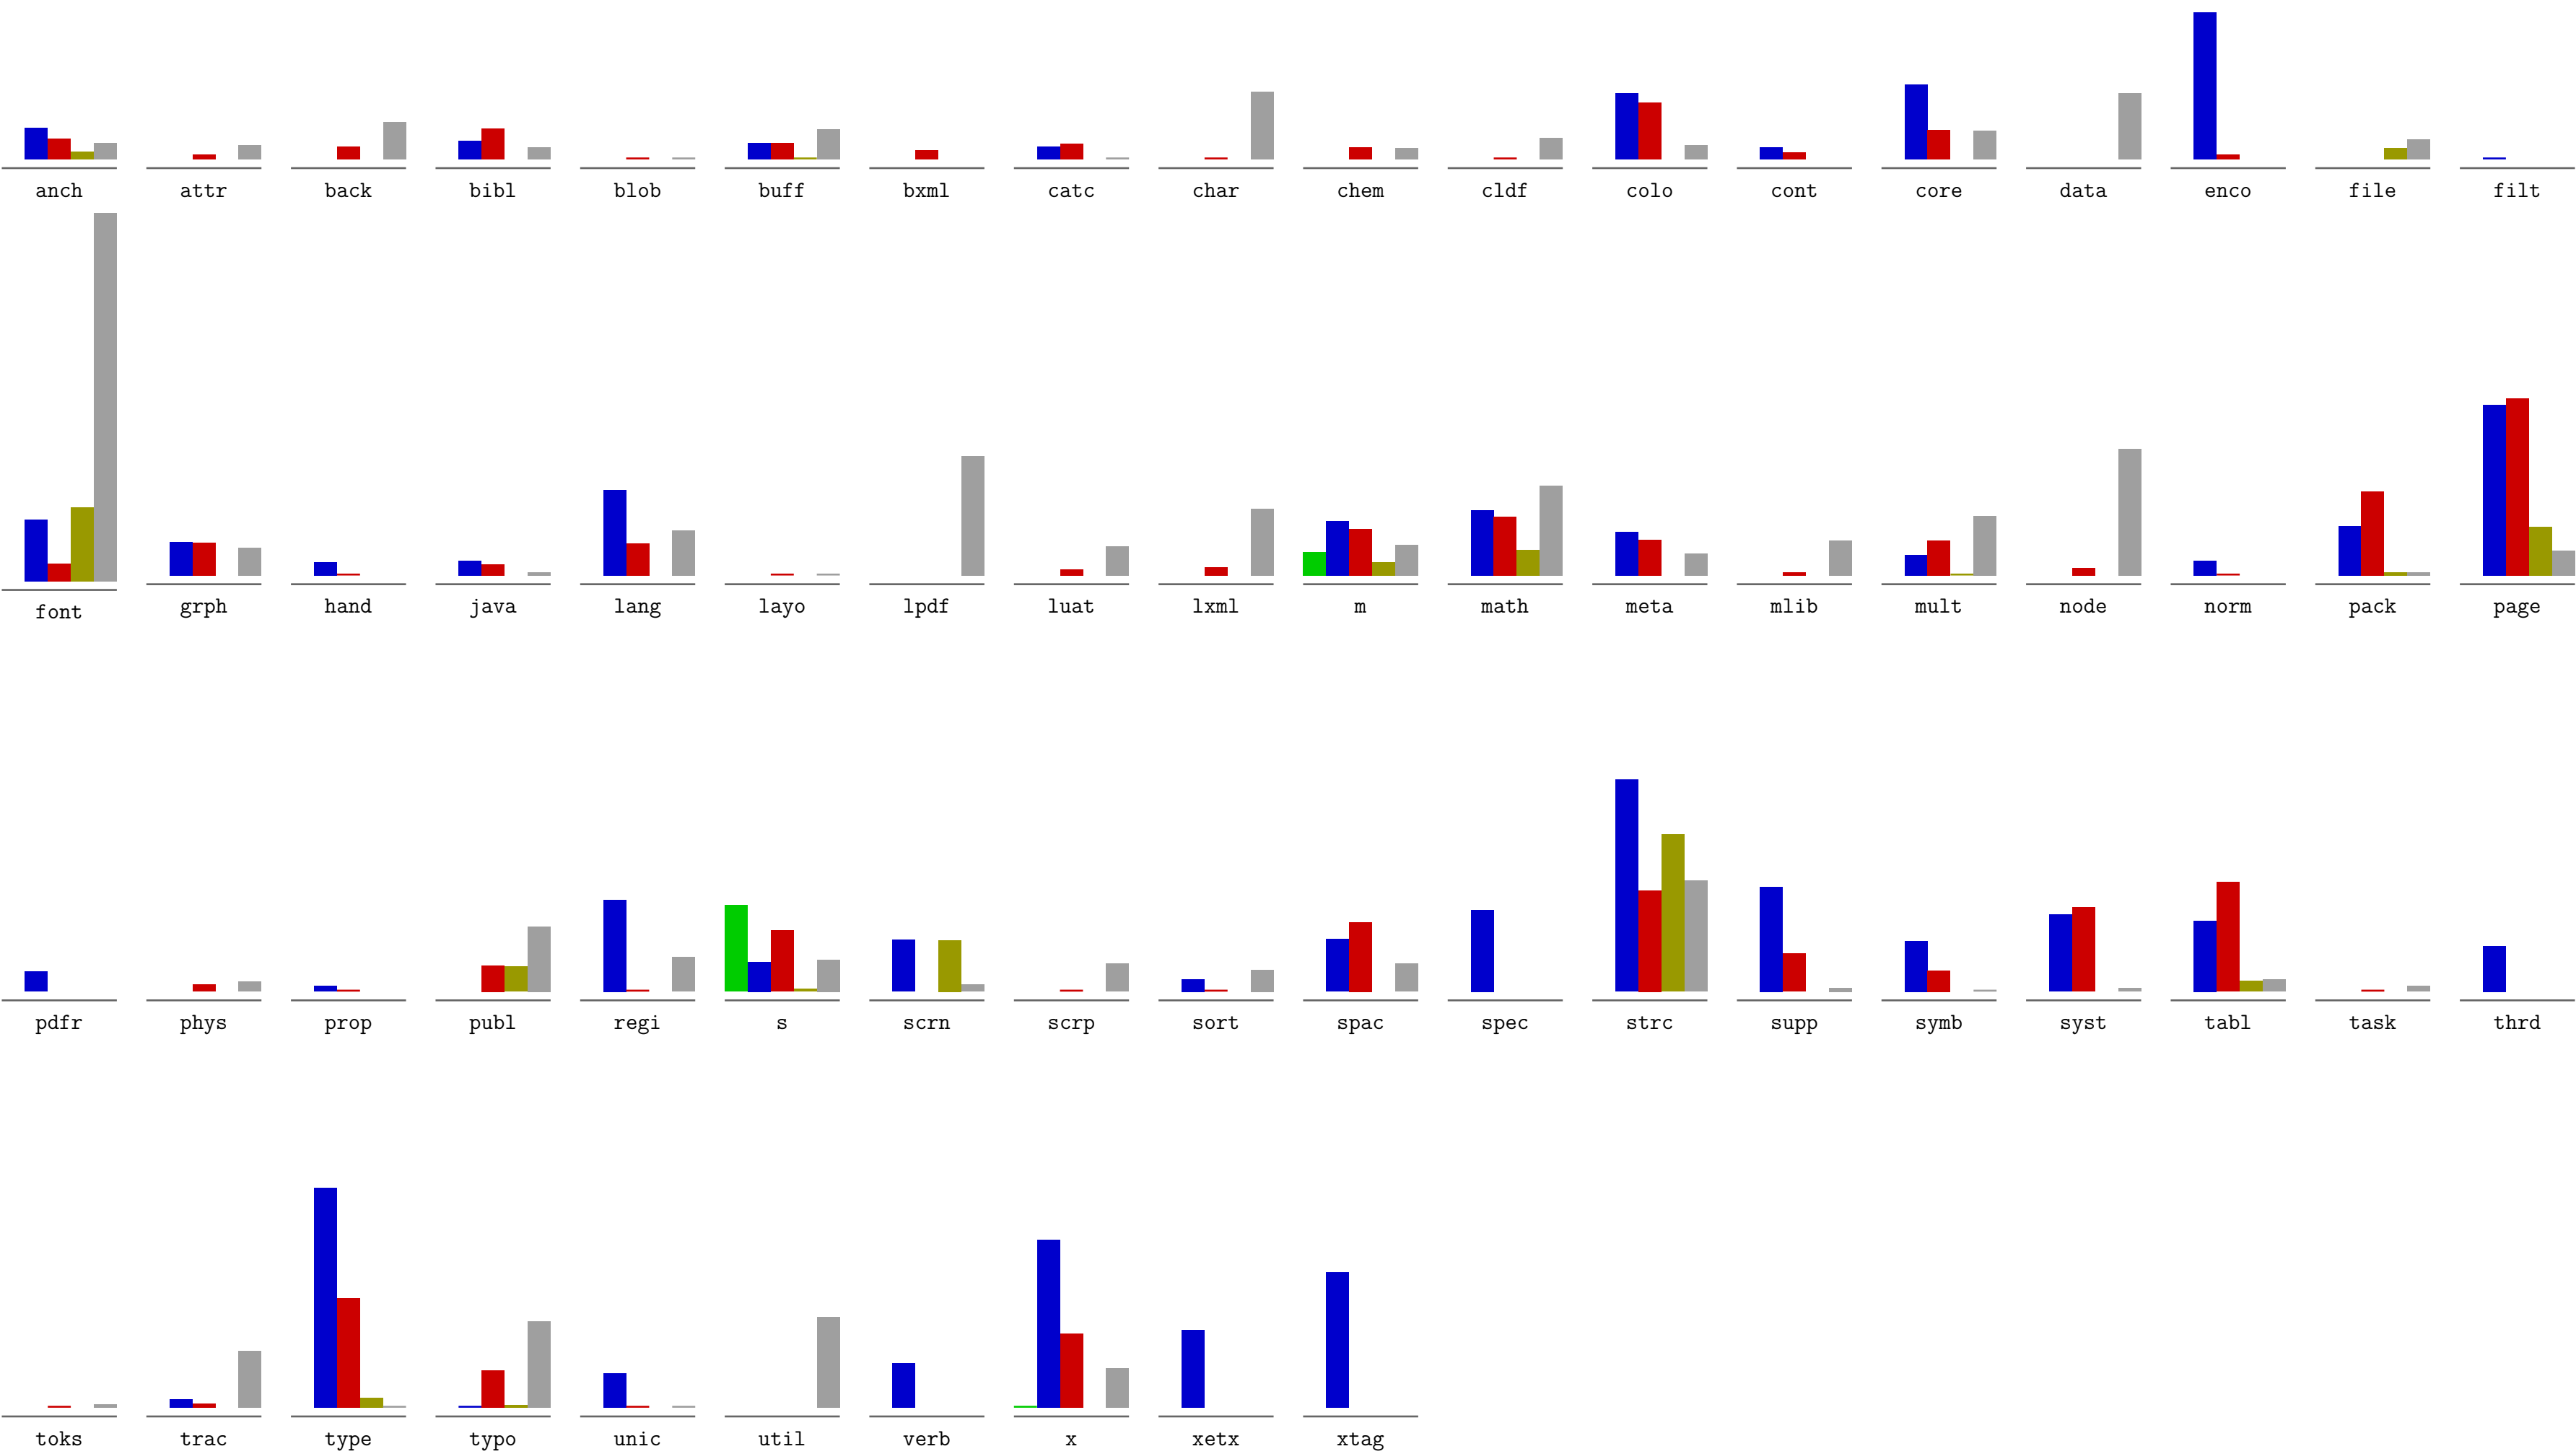 anch attr back bibl blob buff bxml catc char chem cldf colo cont core data enco file filt
font grph hand java lang layo lpdf luat lxml m math meta mlib mult node norm pack page
pdfr phys prop publ regi s scrn scrp sort spac spec strc supp symb syst tabl task thrd
toks trac type typo unic util verb x xetx xtag